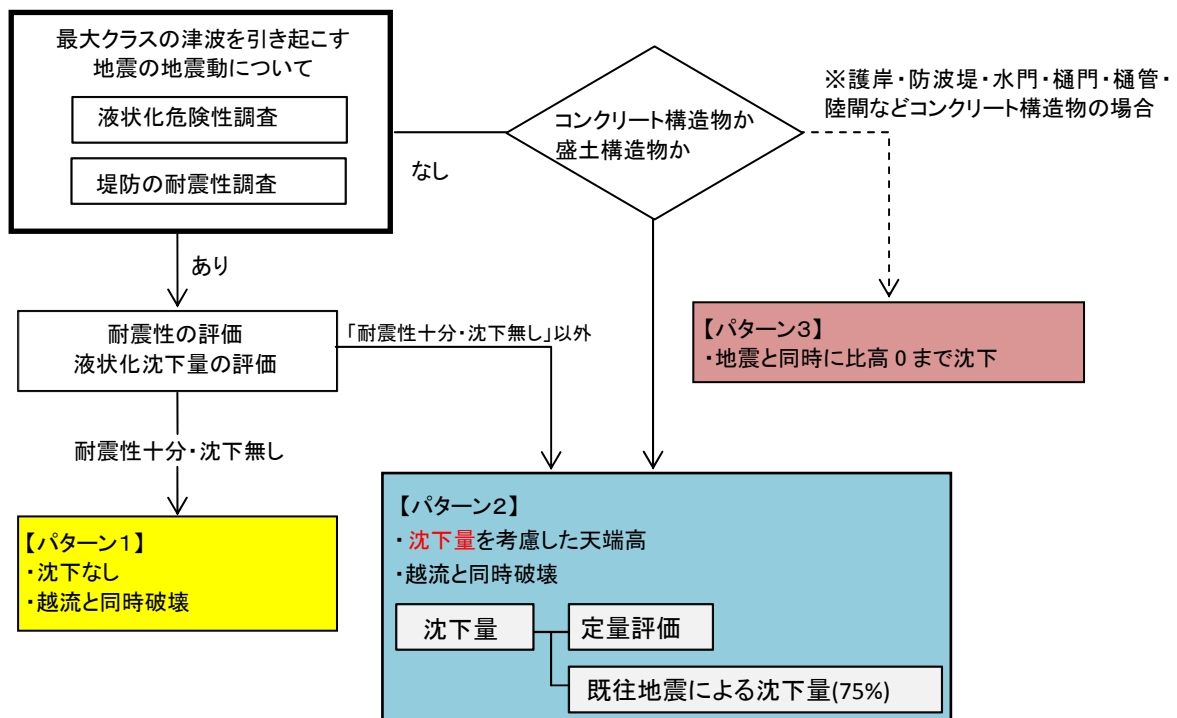 最大クラスの津波を引き起こす
地震の地震動について
液状化危険性調査
堤防の耐震性調査
なし
コンクリート構造物か
盛土構造物か
※護岸・防波堤・水門・樋門・樋管・
陸閘などコンクリート構造物の場合
あり
耐震性の評価
液状化沈下量の評価
「耐震性十分・沈下無し」以外
【パターン3】
・地震と同時に比高 0 まで沈下
耐震性十分・沈下無し
【パターン1】
・沈下なし
・越流と同時破壊
【パターン2】
・沈下量を考慮した天端高
・越流と同時破壊
沈下量
定量評価
既往地震による沈下量(75%)